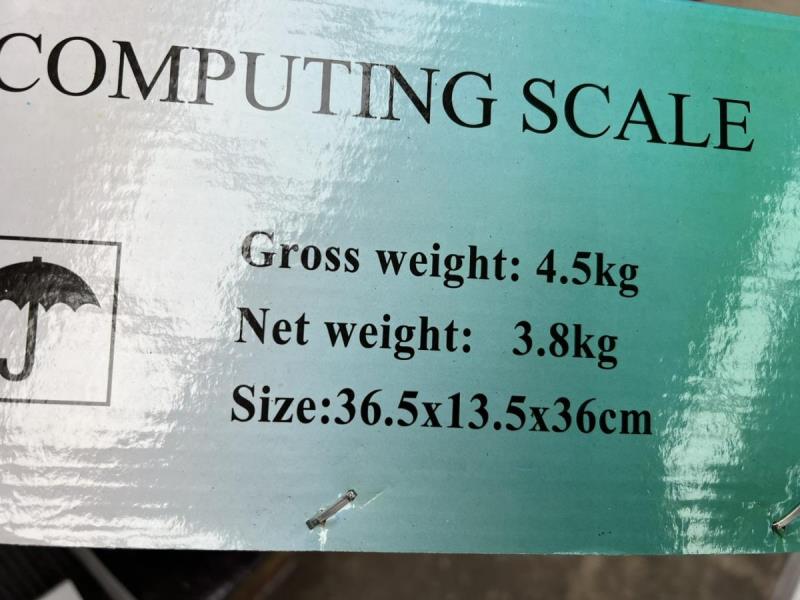 COMPUTING SCALE
Gross weight: 4.5kg
Net weight: 3.8kg
Size:36.5x13.5x36cm